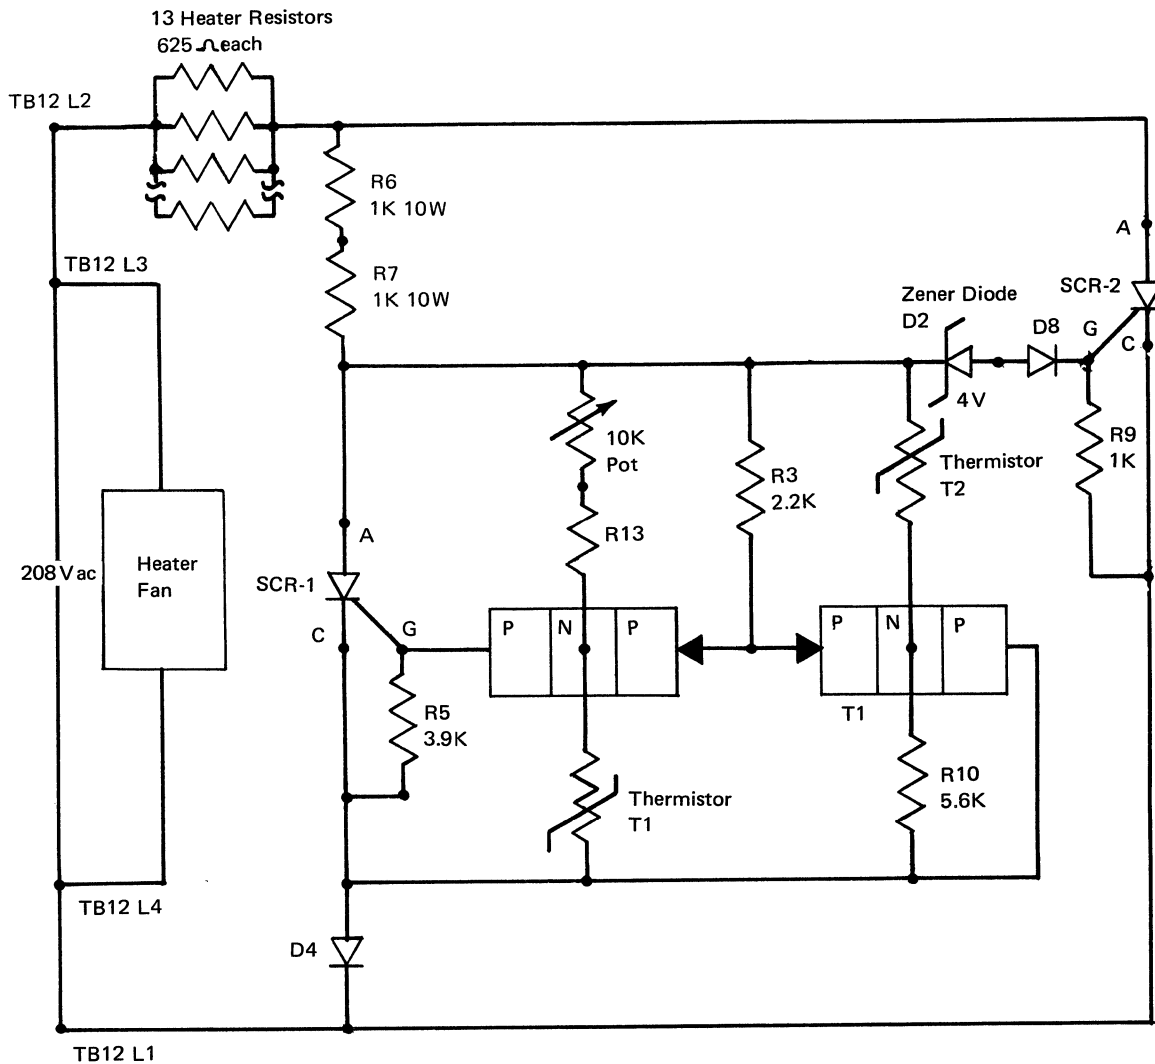 13 Heater Resistors
625 Ω each
TB12 L2
R6
1K 10W
R7
1K 10W
TB12 L3
A
SCR-2
Zener Diode
D2
D8
G
C
4V
R9
1K
10K
Pot
R3
2.2K
Thermistor
T2
R13
A
208 Vac
Heater
Fan
SCR-1
C
G
P
N
P
P
N
P
T1
R5
3.9K
Thermistor
T1
R10
5.6K
TB12 L4
D4
TB12 L1